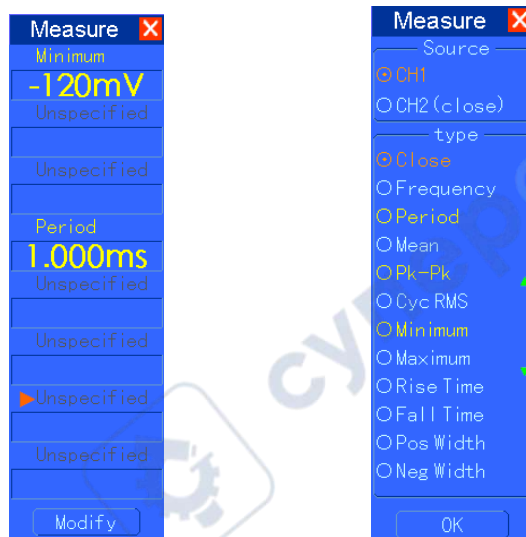 Measure X
Minimum
-120mV
Unspecified
Unspecified
Period
1.000ms
Unspecified
Unspecified
Unspecified
Unspecified
Modify
Measure X
Source
CH1
CH2(close)
type
Close
Frequency
Period
Mean
Pk-Pk
Cyc RMS
Minimum
Maximum
Rise Time
Fall Time
Pos Width
Neg Width
OK